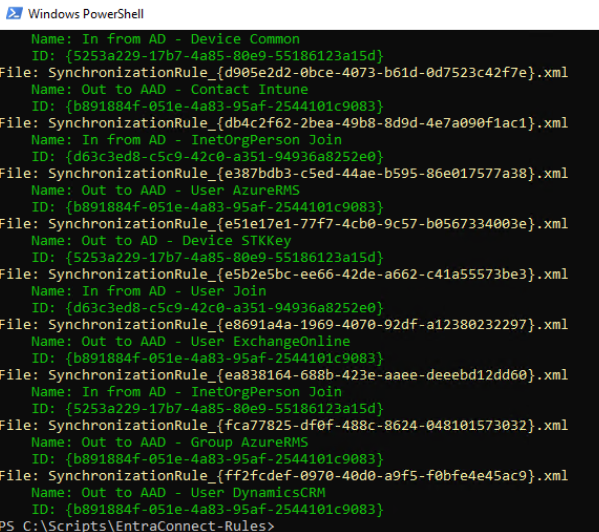 Windows PowerShell
Name: In from AD - Device Common
ID: {5253a229-17b7-4a85-80e9-55186123a15d}
File: SynchronizationRule_{d905e2d2-0bce-4073-b61d-0d7523c42f7e}.xml
Name: Out to AAD - Contact Intune
ID: {b891884f-051e-4a83-95af-2544101c9083}
File: SynchronizationRule_{db4c2f62-2bea-49b8-8d9d-4e7a090f1ac1}.xml
Name: In from AD - InetOrgPerson Join
ID: {d63c3ed8-c5c9-42c0-a351-94936a8252e0}
File: SynchronizationRule_{e387bdb3-c5ed-44ae-b595-86e017577a38}.xml
Name: Out to AAD - User AzureRMS
ID: {b891884f-051e-4a83-95af-2544101c9083}
File: SynchronizationRule_{e51e17e1-77f7-4cb0-9c57-b0567334003e}.xml
Name: Out to AD - Device STKKey
ID: {5253a229-17b7-4a85-80e9-55186123a15d}
File: SynchronizationRule_{e5b2e5bc-ee66-42de-a662-c41a55573be3}.xml
Name: In from AD - User Join
ID: {d63c3ed8-c5c9-42c0-a351-94936a8252e0}
File: SynchronizationRule_{e8691a4a-1969-4070-92df-a12380232297}.xml
Name: Out to AAD - User ExchangeOnline
ID: {b891884f-051e-4a83-95af-2544101c9083}
File: SynchronizationRule_{ea838164-688b-423e-aaee-deeebd12dd60}.xml
Name: In from AD - InetOrgPerson Join
ID: {5253a229-17b7-4a85-80e9-55186123a15d}
File: SynchronizationRule_{fca77825-df0f-488c-8624-048101573032}.xml
Name: Out to AAD - Group AzureRMS
ID: {b891884f-051e-4a83-95af-2544101c9083}
File: SynchronizationRule_{ff2fcdef-0970-40d0-a9f5-f0bfe4e45ac9}.xml
Name: Out to AAD - User DynamicsCRM
ID: {b891884f-051e-4a83-95af-2544101c9083}
PS C:\Scripts\EntraConnect-Rules>